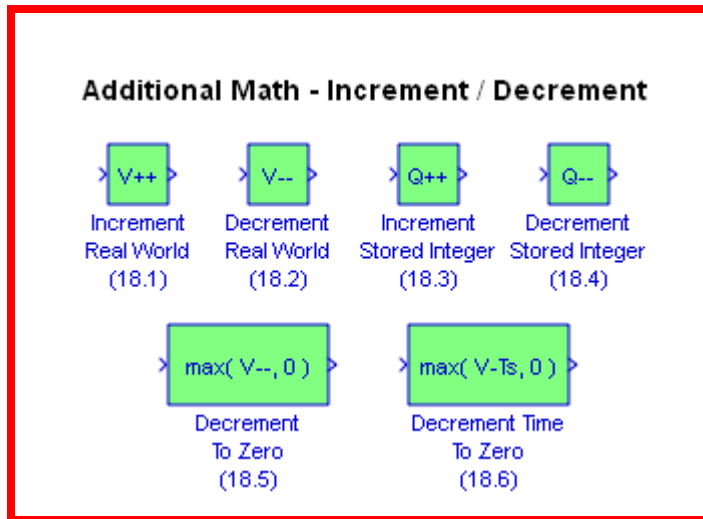 Additional Math - Increment / Decrement
V++ V-- Q++ Q--
Increment Decrement Increment Decrement
Real World Real World Stored Integer Stored Integer
(18.1) (18.2) (18.3) (18.4)
max( V--, 0 ) max( V-Ts, 0 )
Decrement Decrement Time
To Zero To Zero
(18.5) (18.6)